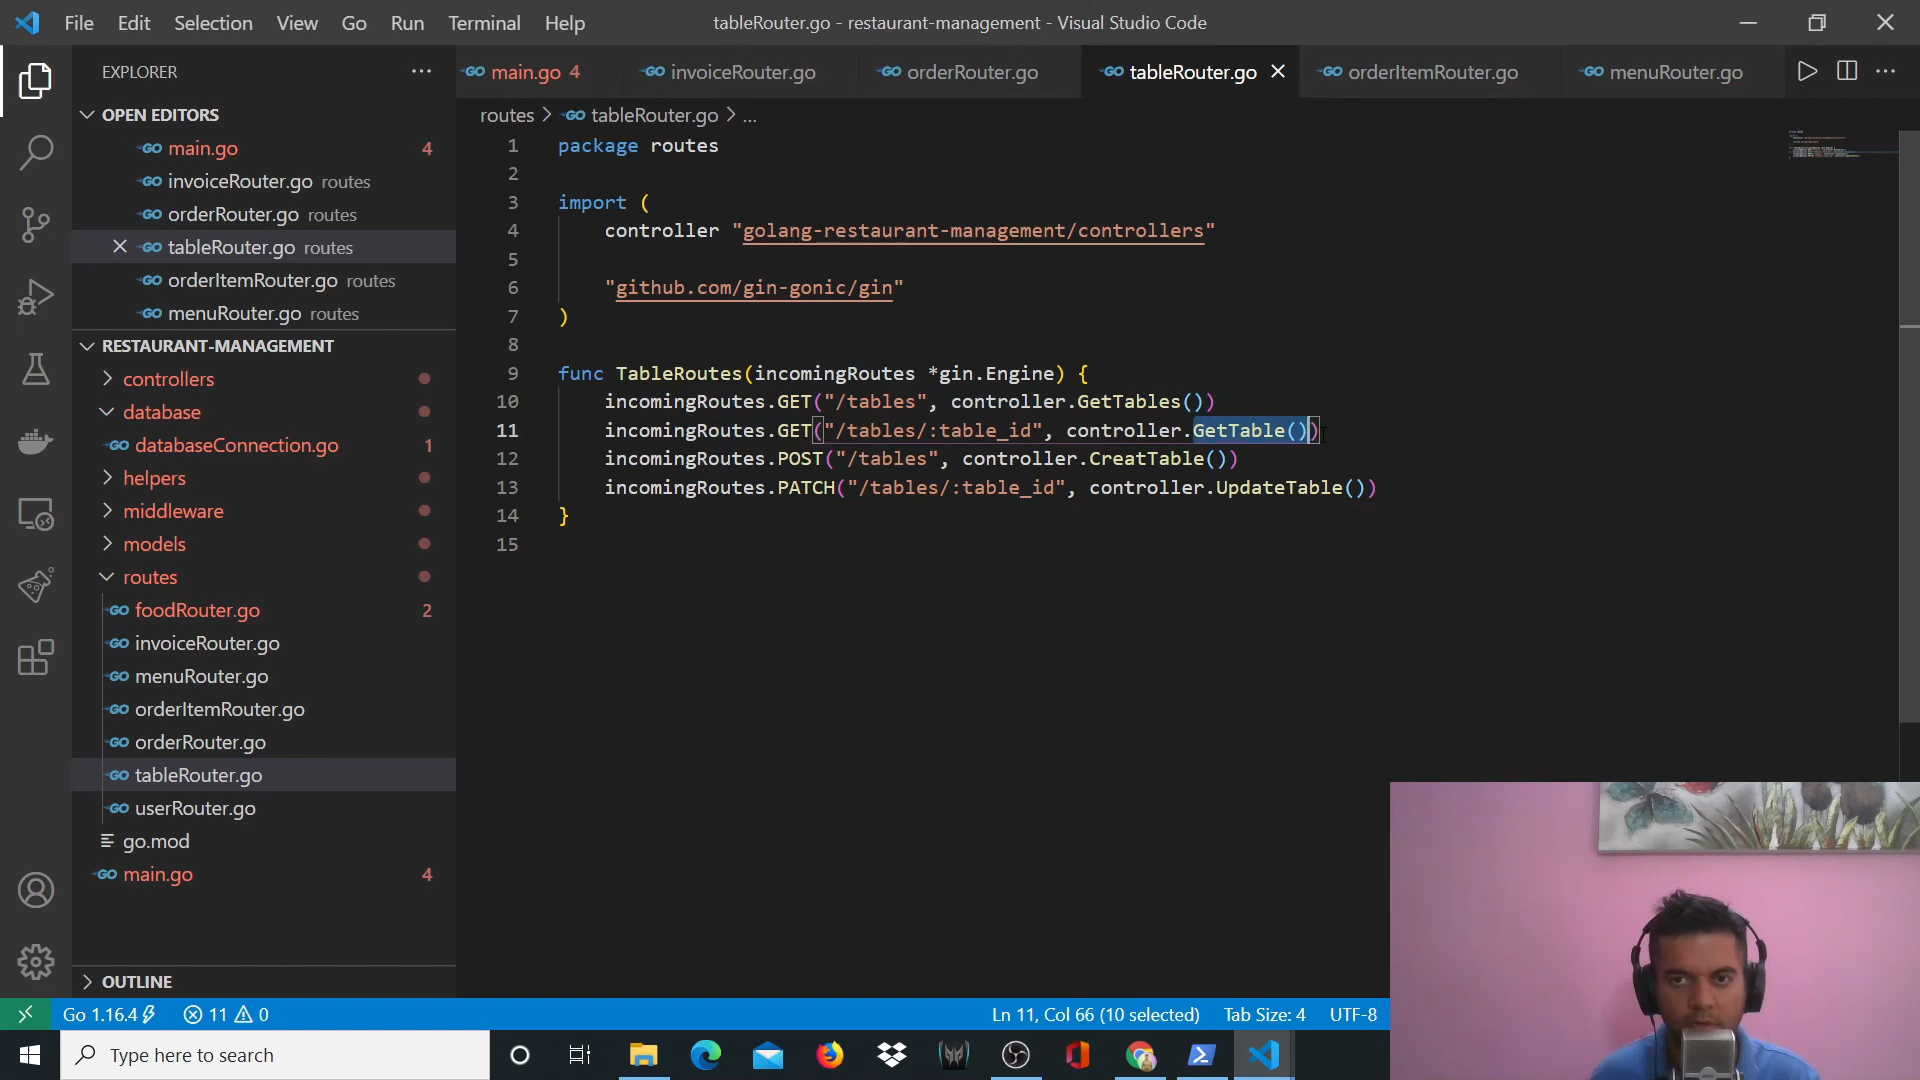 File Edit Selection View Go Run Terminal Help
tableRouter.go - restaurant-management - Visual Studio Code
EXPLORER
OPEN EDITORS
main.go 4
invoiceRouter.go routes
orderRouter.go routes
tableRouter.go routes
orderItemRouter.go routes
menuRouter.go routes
RESTAURANT-MANAGEMENT
controllers
database
databaseConnection.go 1
helpers
middleware
models
routes
foodRouter.go 2
invoiceRouter.go
menuRouter.go
orderItemRouter.go
orderRouter.go
tableRouter.go
userRouter.go
go.mod
main.go 4
OUTLINE
main.go 4 invoiceRouter.go orderRouter.go tableRouter.go orderItemRouter.go menuRouter.go
routes > tableRouter.go > ...
1 package routes
2
3 import (
4 controller "golang-restaurant-management/controllers"
5
6 "github.com/gin-gonic/gin"
7 )
8
9 func TableRoutes(incomingRoutes *gin.Engine) {
10 incomingRoutes.GET("/tables", controller.GetTables())
11 incomingRoutes.GET("/tables/:table_id", controller.GetTable())
12 incomingRoutes.POST("/tables", controller.CreatTable())
13 incomingRoutes.PATCH("/tables/:table_id", controller.UpdateTable())
14 }
15
Go 1.16.4 11 0 Ln 11, Col 66 (10 selected) Tab Size: 4 UTF-8
Type here to search